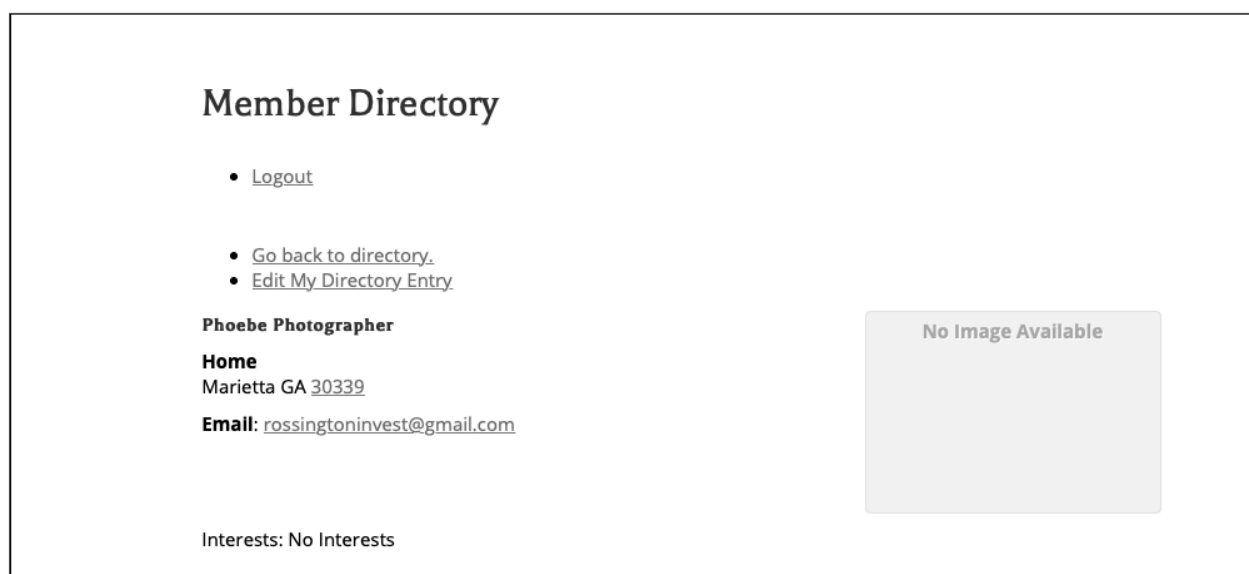 Member Directory
Logout
Go back to directory.
Edit My Directory Entry
Phoebe Photographer
No Image Available
Home
Marietta GA 30339
Email: rossingtoninvest@gmail.com
Interests: No Interests